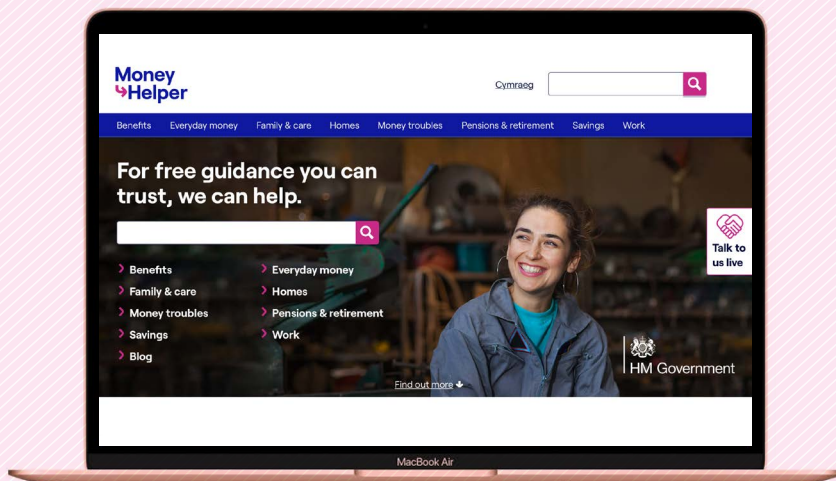 Money
Helper
Cymraeg
Benefits Everyday money Family & care Homes Money troubles Pensions & retirement Savings Work
For free guidance you can
trust, we can help.
Talk to
us live
Benefits Everyday money
Family & care Homes
Money troubles Pensions & retirement
Savings Work
Blog
HM Government
Find out more
MacBook Air